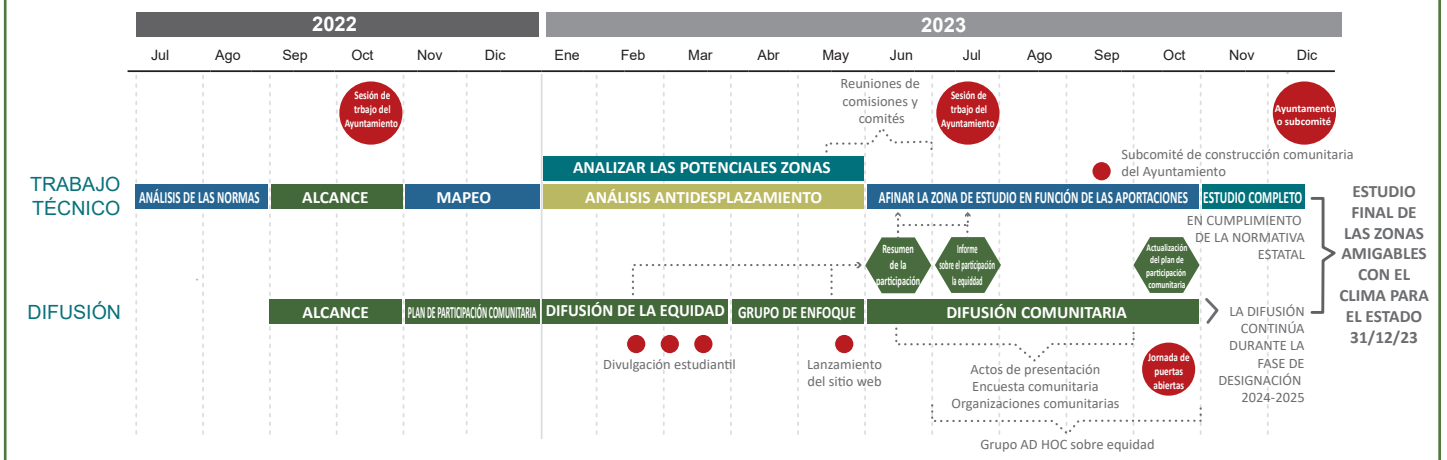 2022
2023
Jul Ago Sep Oct Nov Dic Ene Feb Mar Abr May Jun Jul Ago Sep Oct Nov Dic
Sesión de
trbajo del
Ayuntamiento
Reuniones de
comisiones y
comités
Sesión de
trbajo del
Ayuntamiento
Ayuntamento
o subcomité
Subcomité de construcción comunitaria
del Ayuntamiento
TRABAJO
TÉCNICO
ANALIZAR LAS POTENCIALES ZONAS
ANÁLISIS DE LAS NORMAS
ALCANCE
MAPEO
ANÁLISIS ANTIDESPLAZAMIENTO
AFINAR LA ZONA DE ESTUDIO EN FUNCIÓN DE LAS APORTACIONES
ESTUDIO COMPLETO
EN CUMPLIMIENTO
DE LA NORMATIVA
ESTATAL
Resumen
de la
participación
Informe
sobre el participación
la equiddad
Actualización
del plan de
participación
comunitaria
DIFUSIÓN
ALCANCE
PLAN DE PARTICIPACIÓN COMUNITARIA
DIFUSIÓN DE LA EQUIDAD
GRUPO DE ENFOQUE
DIFUSIÓN COMUNITARIA
LA DIFUSIÓN
CONTINÚA
DURANTE LA
FASE DE
DESIGNACIÓN
2024-2025
Divulgación estudiantil
Lanzamiento
del sitio web
Actos de presentación
Encuesta comunitaria
Organizaciones comunitarias
Jornada de
puertas
abiertas
Grupo AD HOC sobre equidad
ESTUDIO
FINAL DE
LAS ZONAS
AMIGABLES
CON EL
CLIMA PARA
EL ESTADO
31/12/23